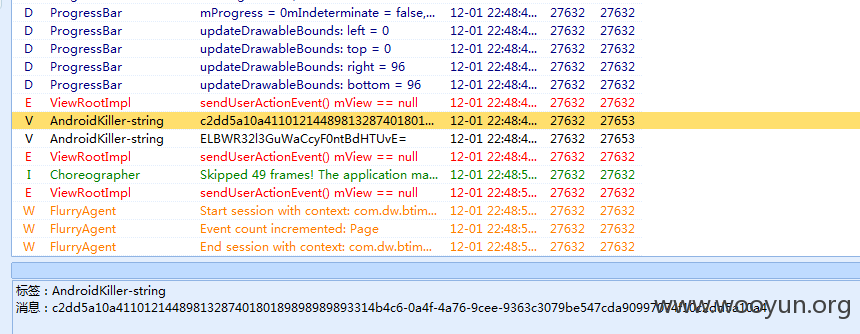 D ProgressBar mProgress = 0mIndeterminate = false,... 12-01 22:48:4... 27632 27632
D ProgressBar updateDrawableBounds: left = 0 12-01 22:48:4... 27632 27632
D ProgressBar updateDrawableBounds: top = 0 12-01 22:48:4... 27632 27632
D ProgressBar updateDrawableBounds: right = 96 12-01 22:48:4... 27632 27632
D ProgressBar updateDrawableBounds: bottom = 96 12-01 22:48:4... 27632 27632
E ViewRootImpl sendUserActionEvent() mView == null 12-01 22:48:4... 27632 27632
V AndroidKiller-string c2dd5a10a41101214489813287401801... 12-01 22:48:4... 27632 27653
V AndroidKiller-string ELBWR32l3GuWaCcyF0ntBdHTUvE= 12-01 22:48:4... 27632 27653
E ViewRootImpl sendUserActionEvent() mView == null 12-01 22:48:4... 27632 27632
I Choreographer Skipped 49 frames! The application ma... 12-01 22:48:5... 27632 27632
E ViewRootImpl sendUserActionEvent() mView == null 12-01 22:48:5... 27632 27632
W FlurryAgent Start session with context: com.dw.btim... 12-01 22:48:5... 27632 27632
W FlurryAgent Event count incremented: Page 12-01 22:48:5... 27632 27632
W FlurryAgent End session with context: com.dw.btim... 12-01 22:48:5... 27632 27632
标签：AndroidKiller-string
消息：
www.wooyun.org